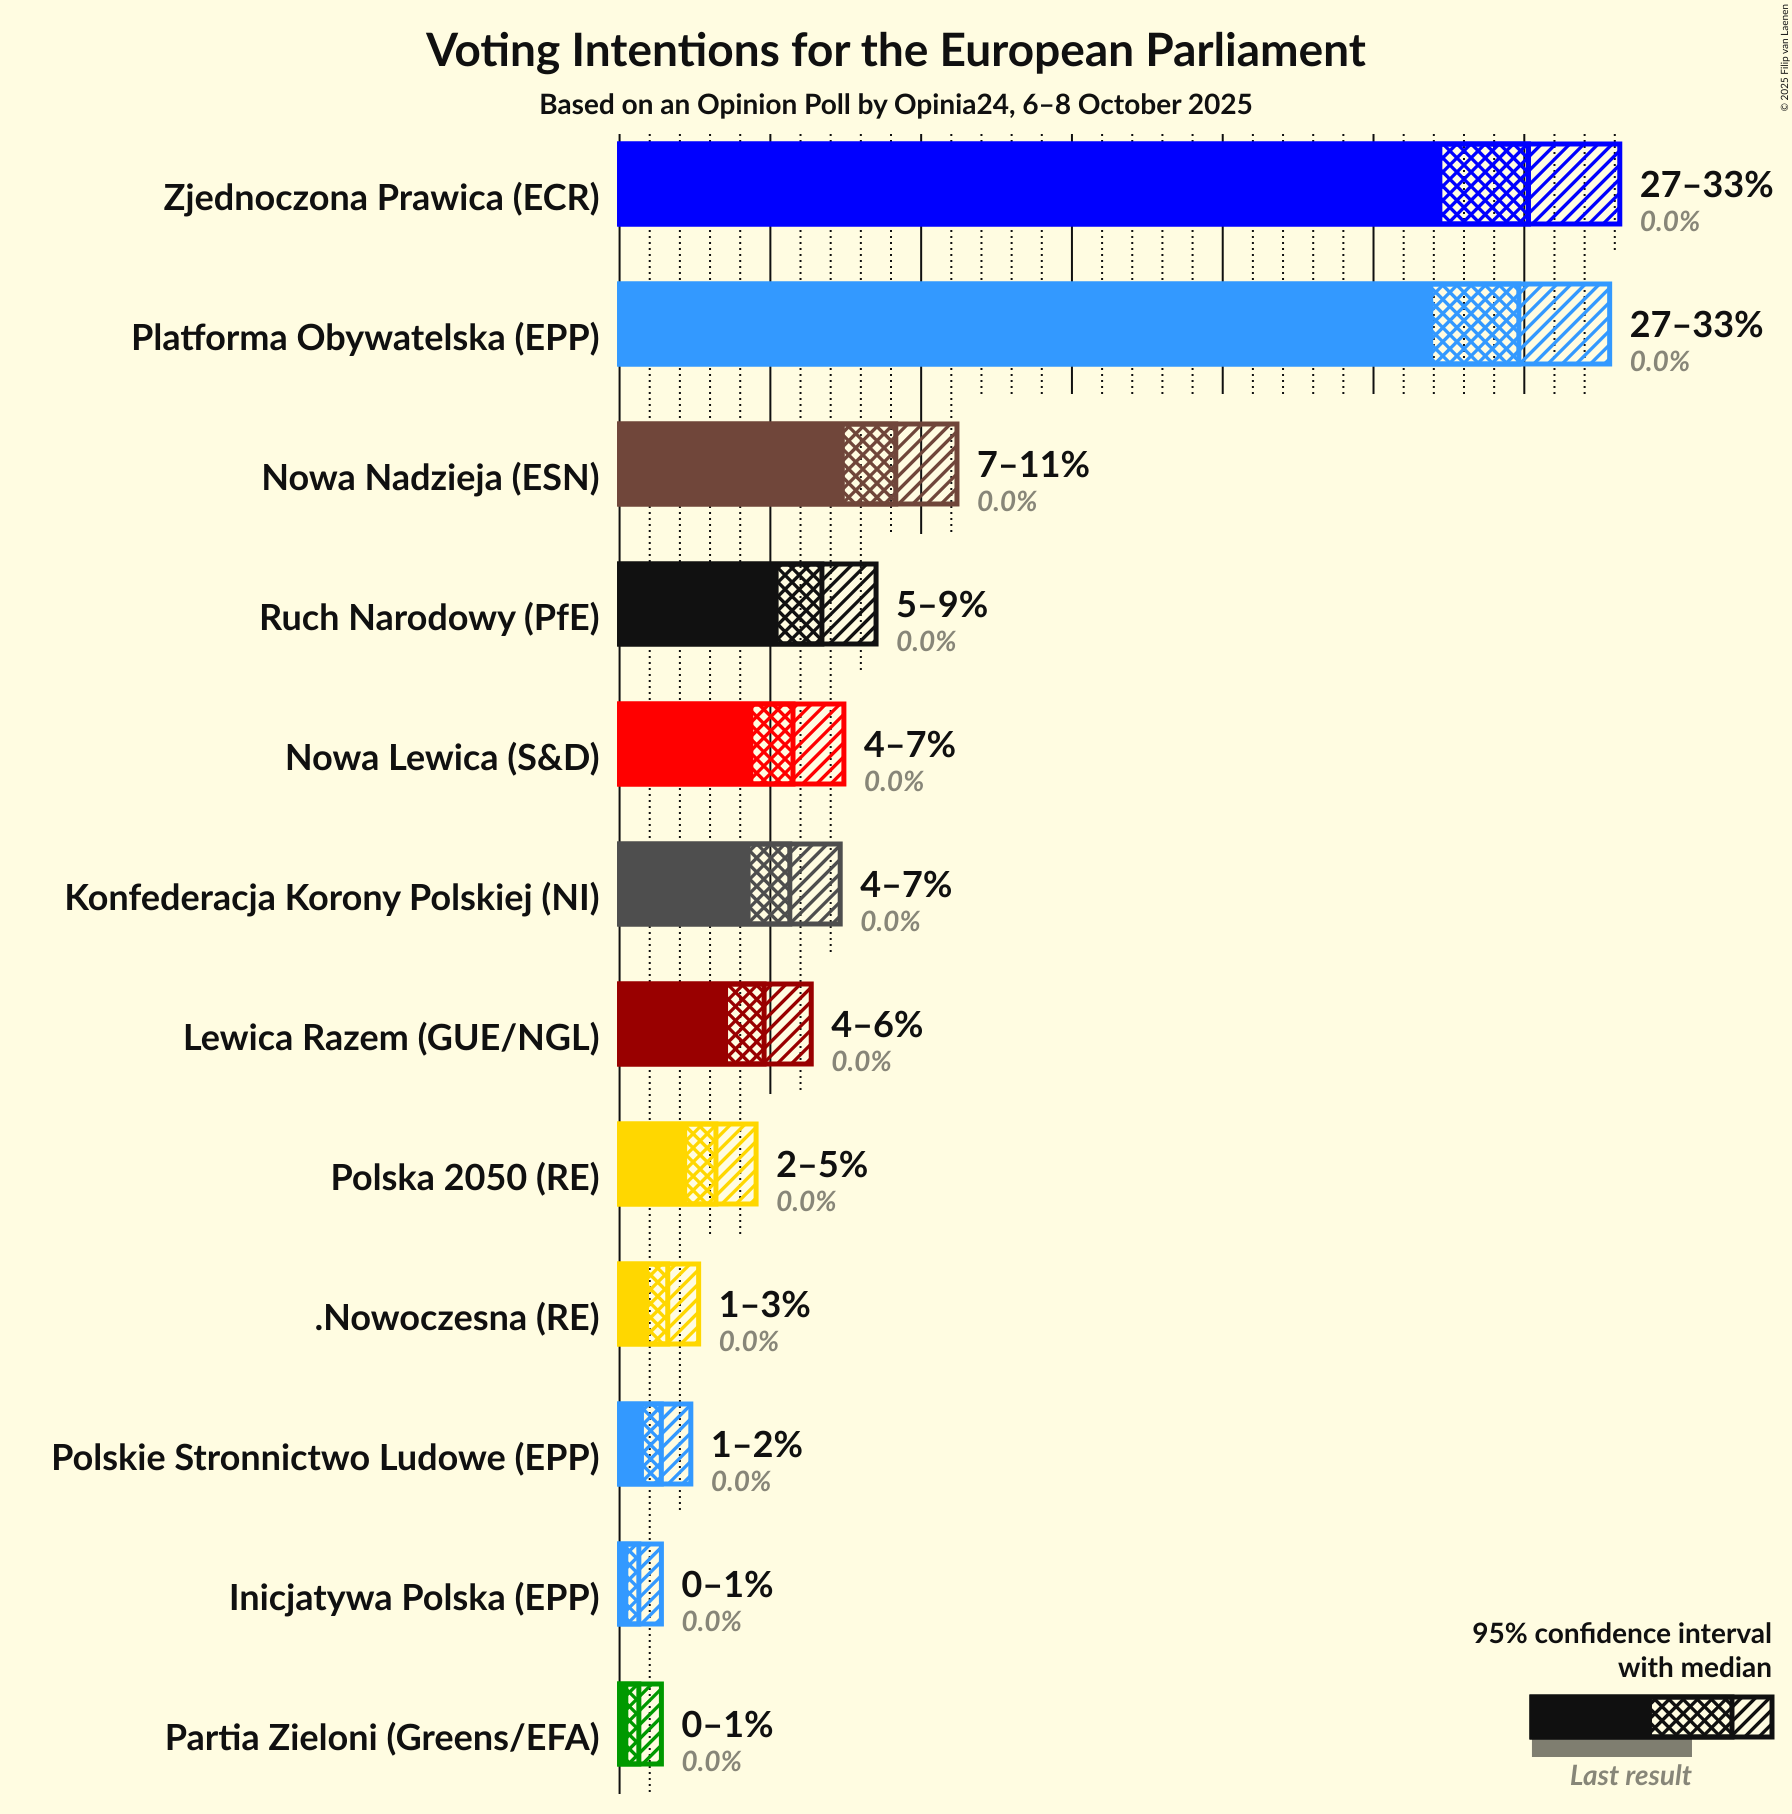 © 2025 Filip van Laenen
Voting Intentions for the European Parliament
Based on an Opinion Poll by Opinia24, 6–8 October 2025
Zjednoczona Prawica (ECR)
27–33%
0.0%
Platforma Obywatelska (EPP)
27–33%
0.0%
Nowa Nadzieja (ESN)
7–11%
0.0%
Ruch Narodowy (PfE)
5–9%
0.0%
Nowa Lewica (S&D)
4–7%
0.0%
Konfederacja Korony Polskiej (NI)
4–7%
0.0%
Lewica Razem (GUE/NGL)
4–6%
0.0%
Polska 2050 (RE)
2–5%
0.0%
.Nowoczesna (RE)
1–3%
0.0%
Polskie Stronnictwo Ludowe (EPP)
1–2%
0.0%
Inicjatywa Polska (EPP)
0–1%
0.0%
Partia Zieloni (Greens/EFA)
0–1%
0.0%
95% confidence interval
with median
Last result